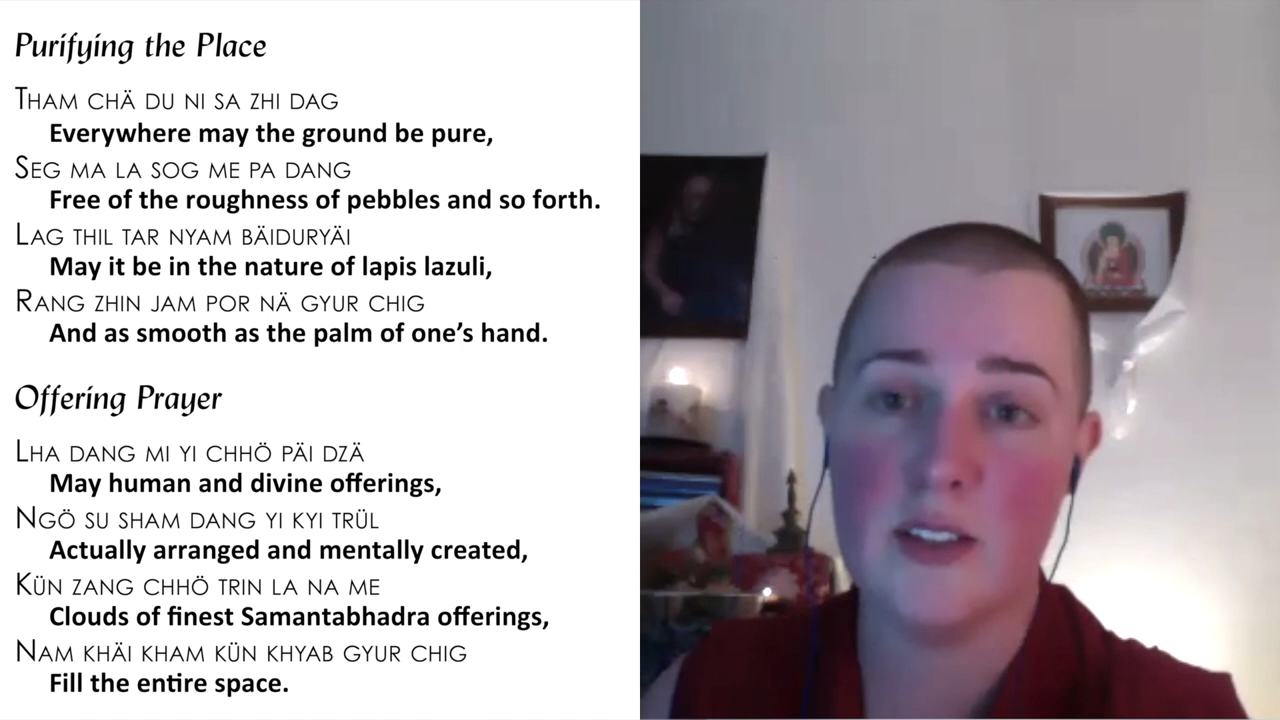 Purifying the Place
THAM CHÄ DU NI SA ZHI DAG
Everywhere may the ground be pure,
SEG MA LA SOG ME PA DANG
Free of the roughness of pebbles and so forth.
LAG THIL TAR NYAM BÄIDURYÄI
May it be in the nature of lapis lazuli,
RANG ZHIN JAM POR NÄ GYUR CHIG
And as smooth as the palm of one’s hand.
Offering Prayer
LHA DANG MI YI CHHÖ PÄI DZÄ
May human and divine offerings,
NGÖ SU SHAM DANG YI KYI TRÜL
Actually arranged and mentally created,
KÜN ZANG CHHÖ TRIN LA NA ME
Clouds of finest Samantabhadra offerings,
NAM KHÄI KHAM KÜN KHYAB GYUR CHIG
Fill the entire space.